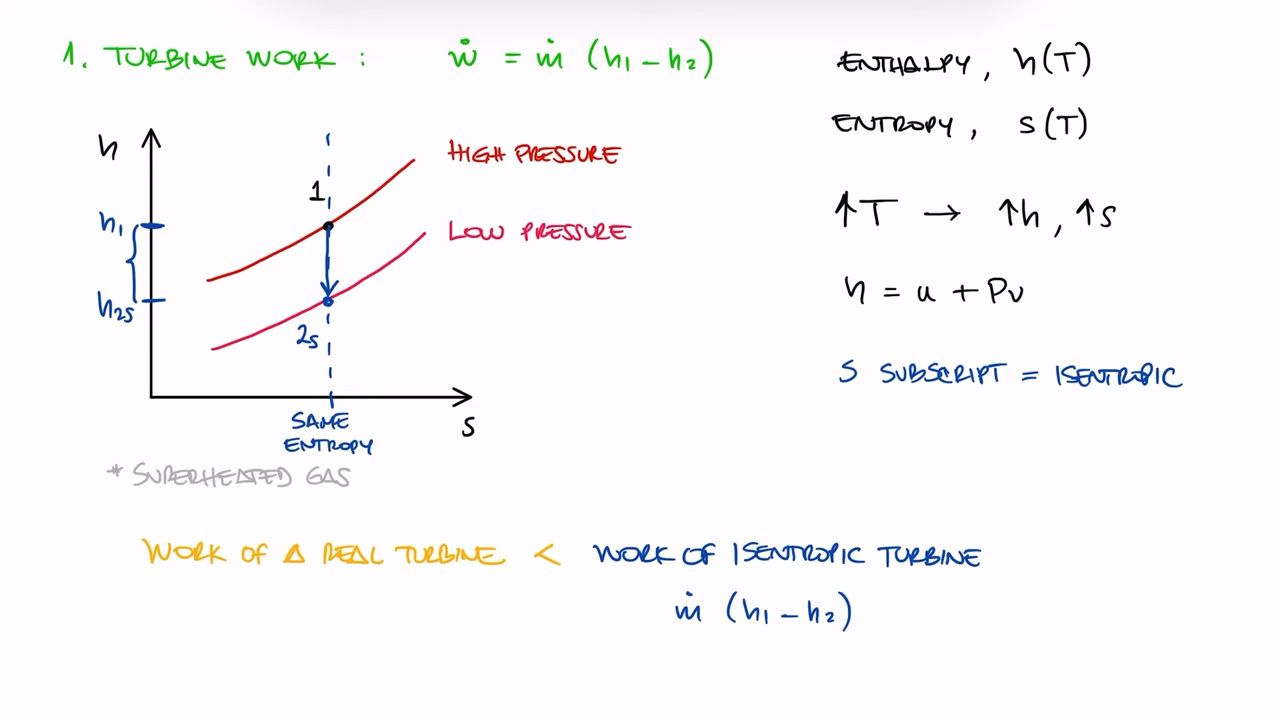 1. TURBINE WORK : ẇ = ṁ (h₁ - h₂)
ENTHALPY, h(T)
ENTROPY, s(T)
↑T → ↑h, ↑s
h = u + Pv
S SUBSCRIPT = ISENTROPIC
h
HIGH PRESSURE
1
h₁
LOW PRESSURE
h₂s
2s
s
SAME
ENTROPY
* SUPERHEATED GAS
WORK OF A REAL TURBINE < WORK OF ISENTROPIC TURBINE
ṁ (h₁ - h₂)